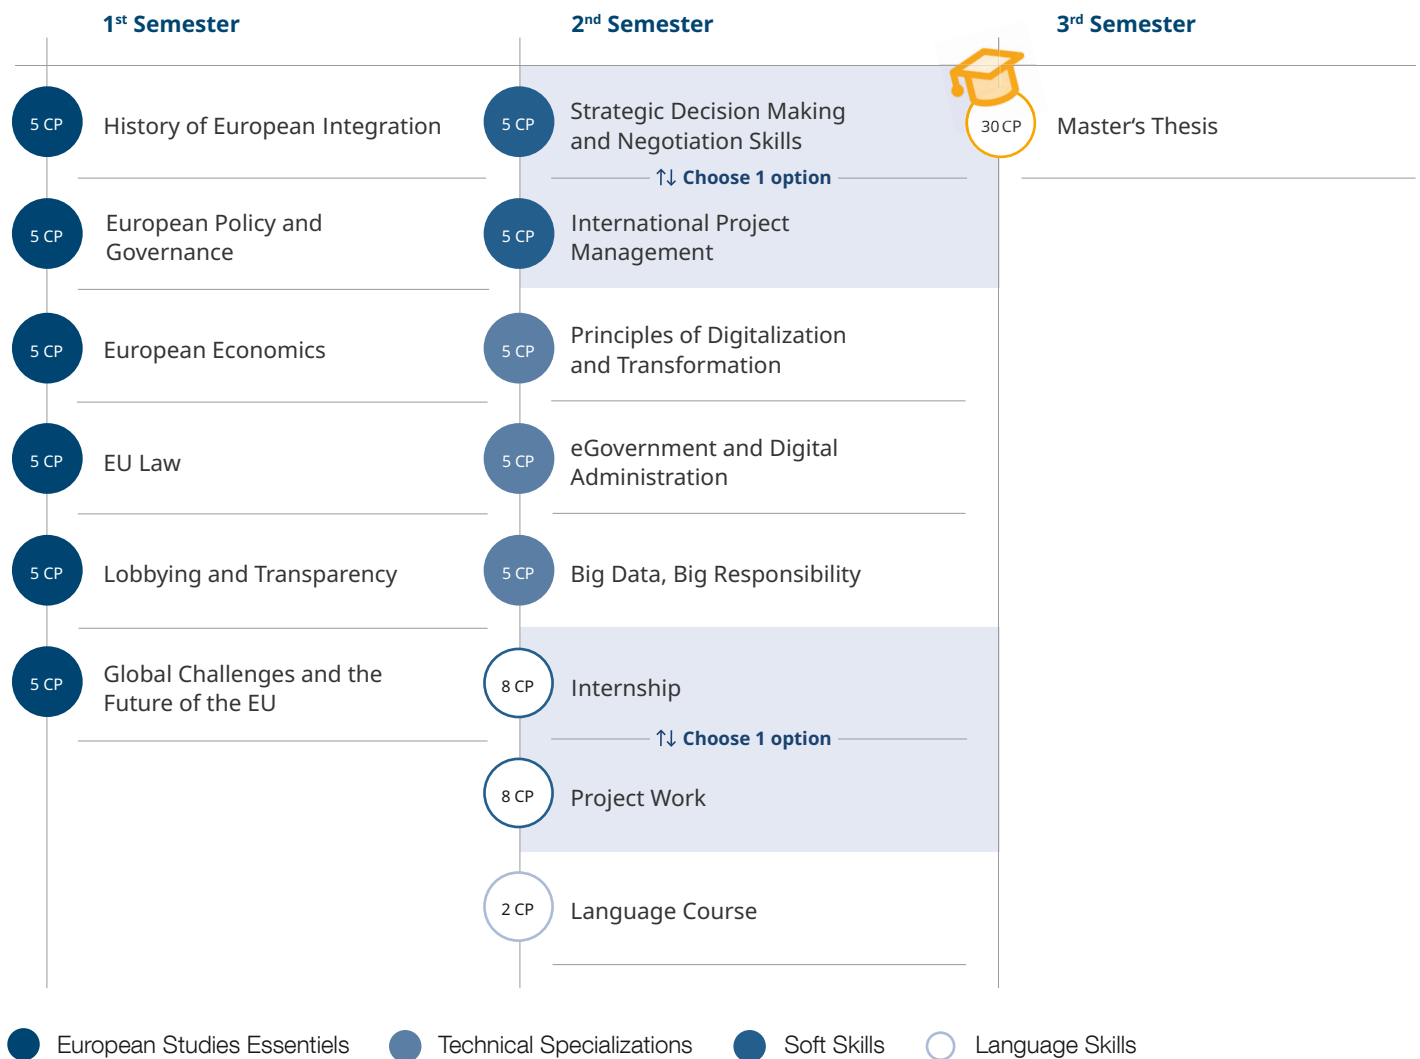 1st Semester
2nd Semester
3rd Semester
5 CP
History of European Integration
5 CP
European Policy and
Governance
5 CP
European Economics
5 CP
EU Law
5 CP
Lobbying and Transparency
5 CP
Global Challenges and the
Future of the EU
5 CP
Strategic Decision Making
and Negotiation Skills
↑↓ Choose 1 option
5 CP
International Project
Management
5 CP
Principles of Digitalization
and Transformation
5 CP
eGovernment and Digital
Administration
5 CP
Big Data, Big Responsibility
8 CP
Internship
↑↓ Choose 1 option
8 CP
Project Work
2 CP
Language Course
30 CP
Master‘s Thesis
European Studies Essentiels
Technical Specializations
Soft Skills
Language Skills